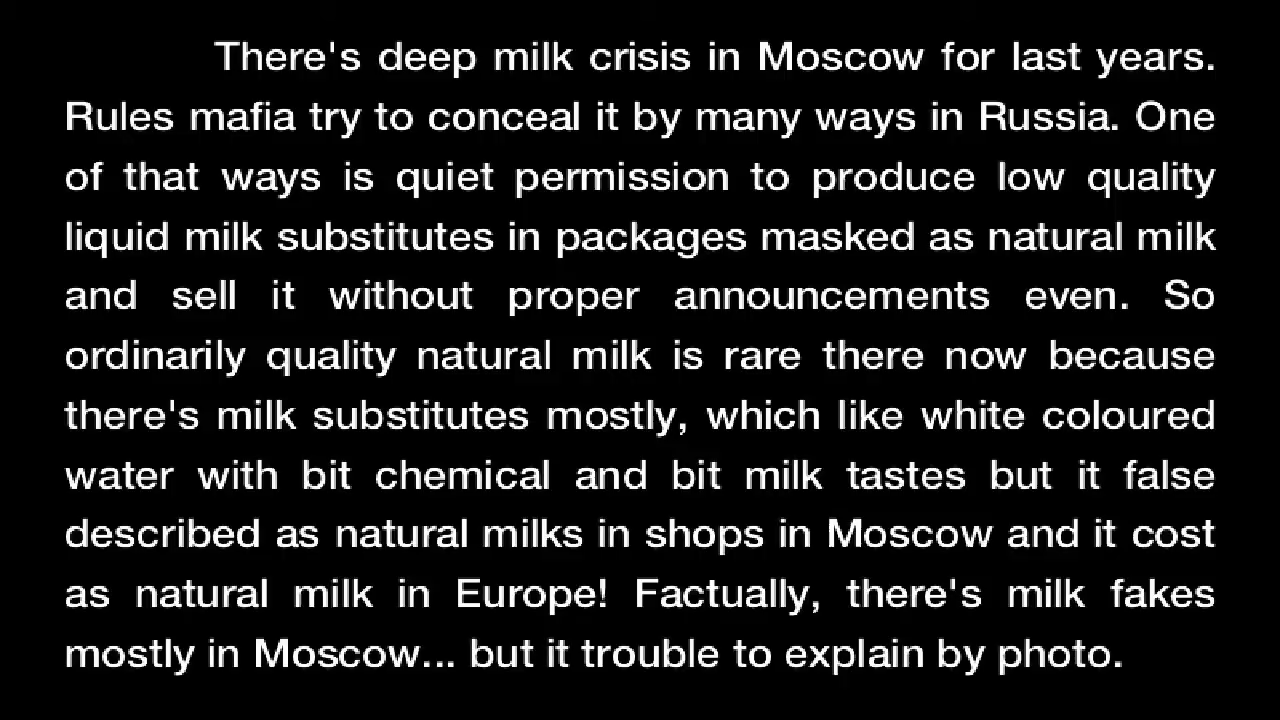 There's deep milk crisis in Moscow for last years.
Rules mafia try to conceal it by many ways in Russia. One
of that ways is quiet permission to produce low quality
liquid milk substitutes in packages masked as natural milk
and sell it without proper announcements even. So
ordinarily quality natural milk is rare there now because
there's milk substitutes mostly, which like white coloured
water with bit chemical and bit milk tastes but it false
described as natural milks in shops in Moscow and it cost
as natural milk in Europe! Factually, there's milk fakes
mostly in Moscow... but it trouble to explain by photo.